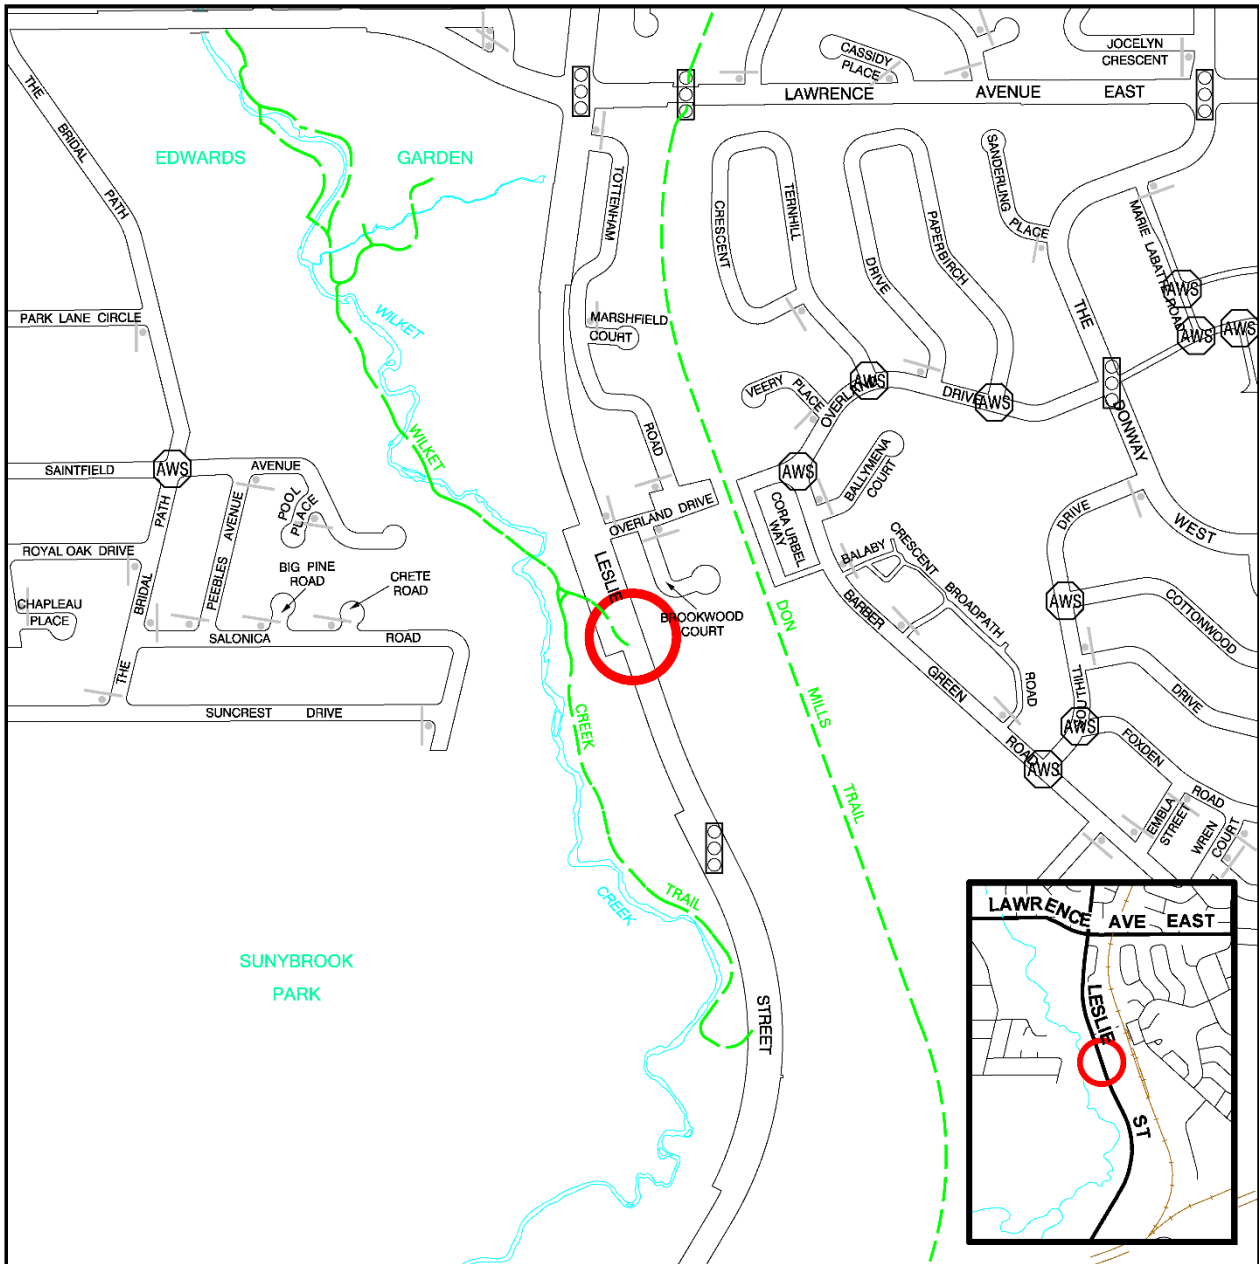 CASSIDY
PLACE
JOCELYN
CRESCENT
LAWRENCE AVENUE EAST
THE BRIDAL PATH
EDWARDS GARDEN
TOTTENHAM
ROAD
TERNHILL
CRESCENT
PAPERBIRCH
DRIVE
SANDERLING
PLACE
MARIE LABATTE ROAD
AWS
AWS
AWS
THE DONWAY WEST
PARK LANE CIRCLE
WILKET
CREEK
MARSHFIELD
COURT
VEERY PLACE
OVERLAND DRIVE
AWS
AWS
AWS
WILKET
CREEK
TRAIL
SAINTFIELD AVENUE
AWS
POOL
PLACE
PEEBLES AVENUE
THE BRIDAL PATH
ROYAL OAK DRIVE
BIG PINE
ROAD
CRETE
ROAD
CHAPLEAU
PLACE
SALONICA ROAD
SUNCREST DRIVE
OVERLAND DRIVE
LESLIE
STREET
BROOKWOOD
COURT
DON
MILLS
TRAIL
CORA URBEL
WAY
BALLYMENA
COURT
BALABY
CRESCENT
BROADPATH
ROAD
BARBER GREEN ROAD
DRIVE
AWS
COTTONWOOD
DRIVE
AWS
AWS
FOXDEN
ROAD
EMBLA
STREET
WREN
COURT
SUNYBROOK
PARK
LAWRENCE AVE EAST
LESLIE
ST